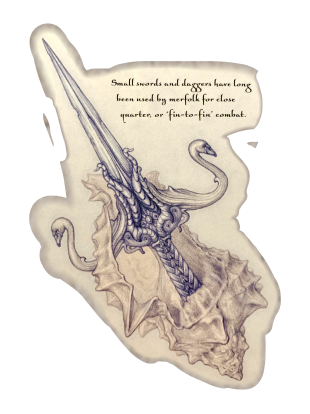 Small swords and daggers have long
been used by merfolk for close
quarter, or 'fin-to-fin' combat.